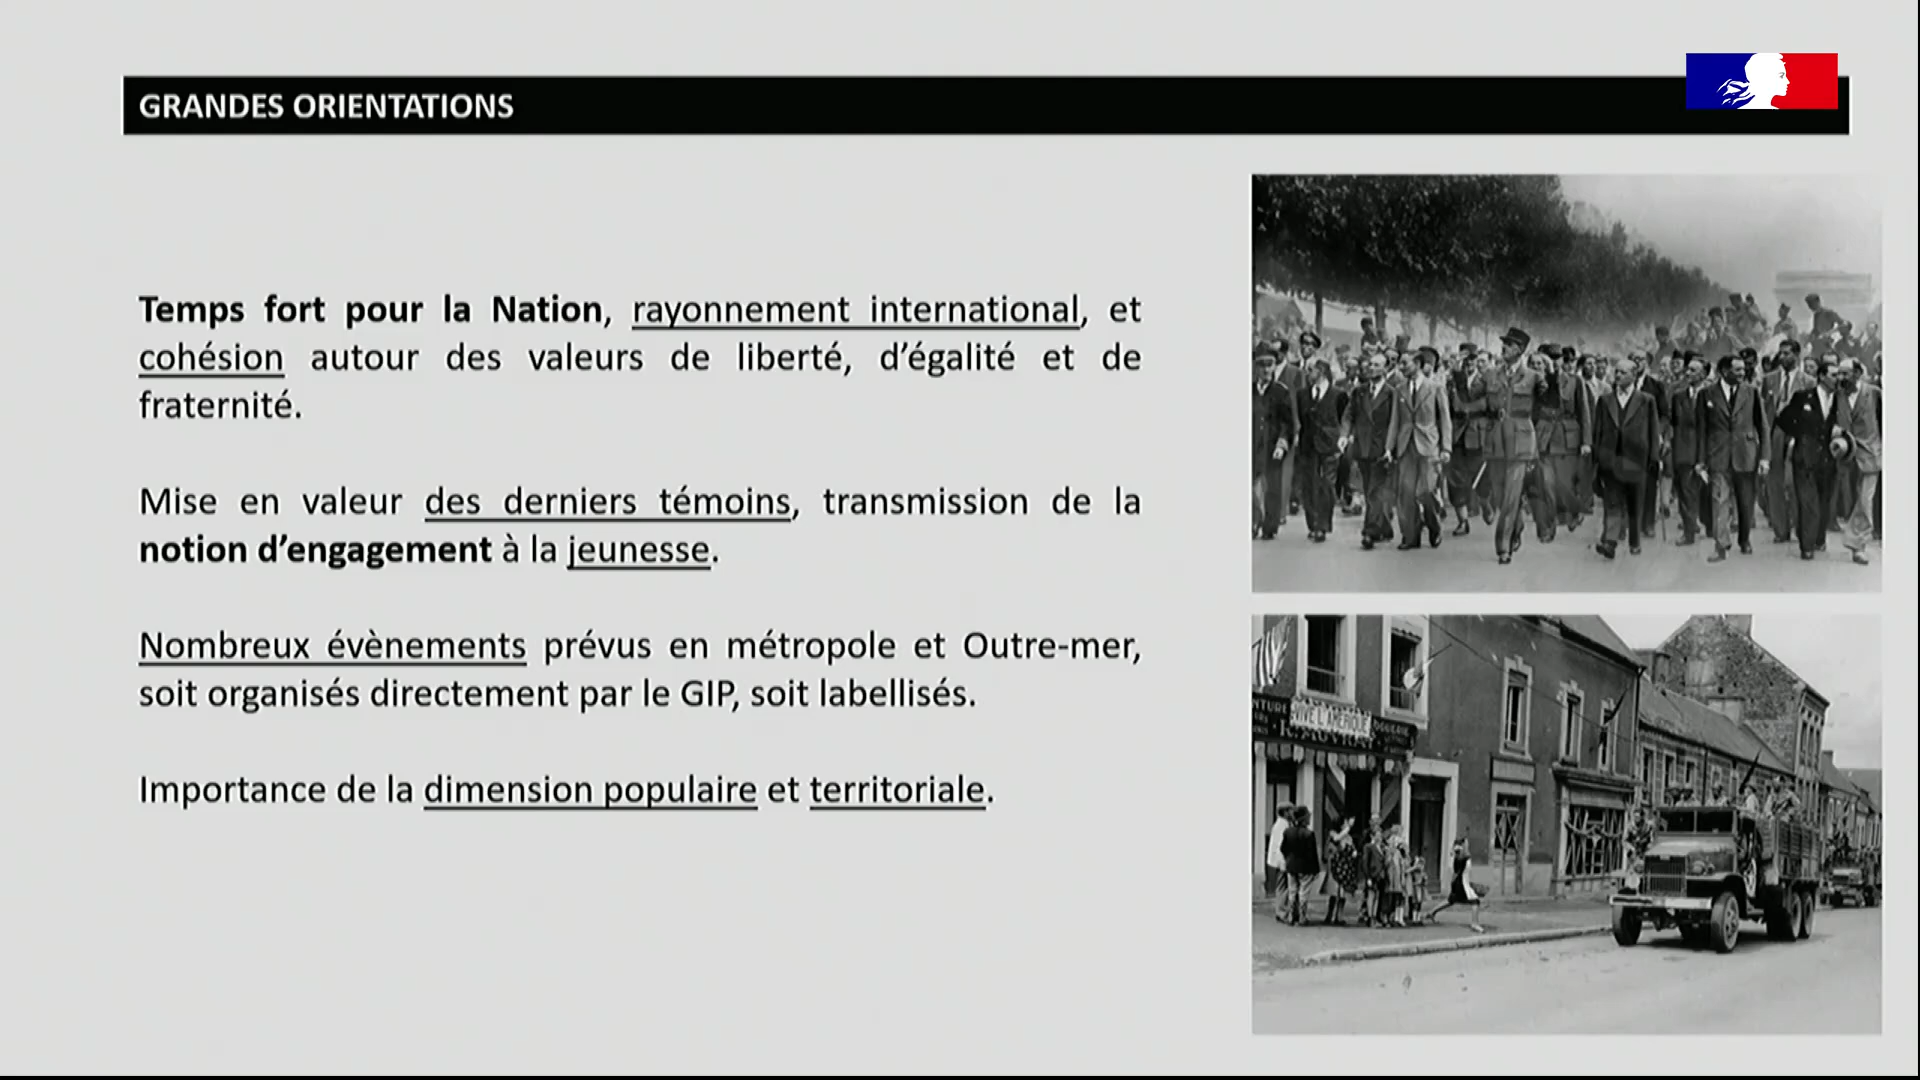 GRANDES ORIENTATIONS
Temps fort pour la Nation, rayonnement international, et
cohésion autour des valeurs de liberté, d’égalité et de
fraternité.
Mise en valeur des derniers témoins, transmission de la
notion d’engagement à la jeunesse.
Nombreux évènements prévus en métropole et Outre-mer,
soit organisés directement par le GIP, soit labellisés.
Importance de la dimension populaire et territoriale.
VIVE L'AMERIQUE